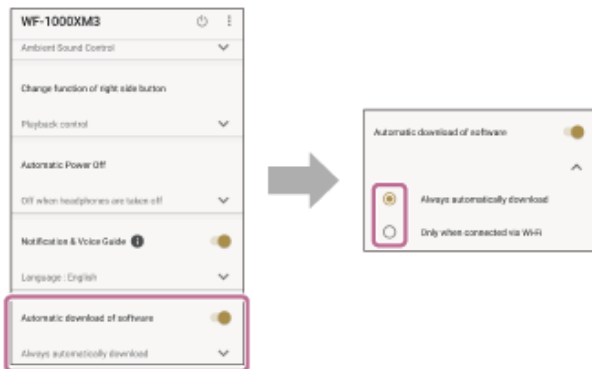 WF-1000XM3
Ambient Sound Control
Change function of right side button
Playback control
Automatic Power Off
Off when headphones are taken off
Notification & Voice Guide
Language : English
Automatic download of software
Always automatically download
Automatic download of software
Always automatically download
Only when connected via Wi-Fi